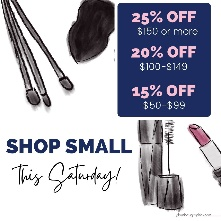 25% OFF
$150 or more
20% OFF
$100-$149
15% OFF
$50-$99
SHOP SMALL
This Saturday!